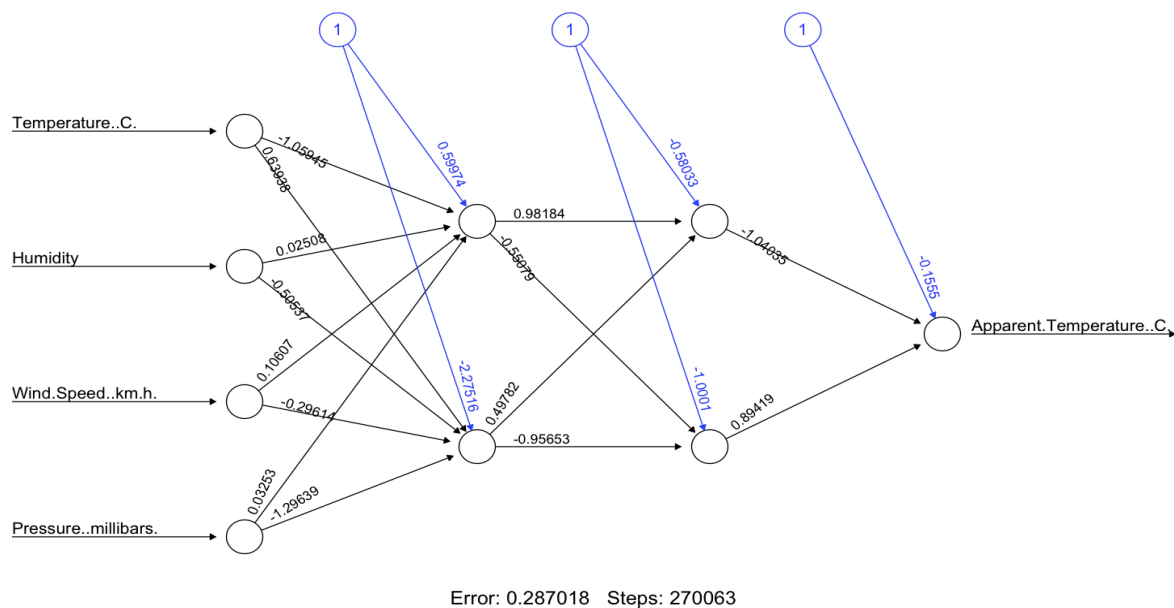 1 1 1
Temperature..C.
-1.05945
0.63938
0.59974
-0.58033
0.98184
-0.55079
-1.04035
Humidity
0.02508
-0.50537
-0.1555
Apparent.Temperature..C.
Wind.Speed..km.h.
0.10607
-0.29614
-2.27516
0.49782
-1.0001
0.89419
-0.95653
Pressure..millibars.
0.03253
-1.29639
Error: 0.287018 Steps: 270063